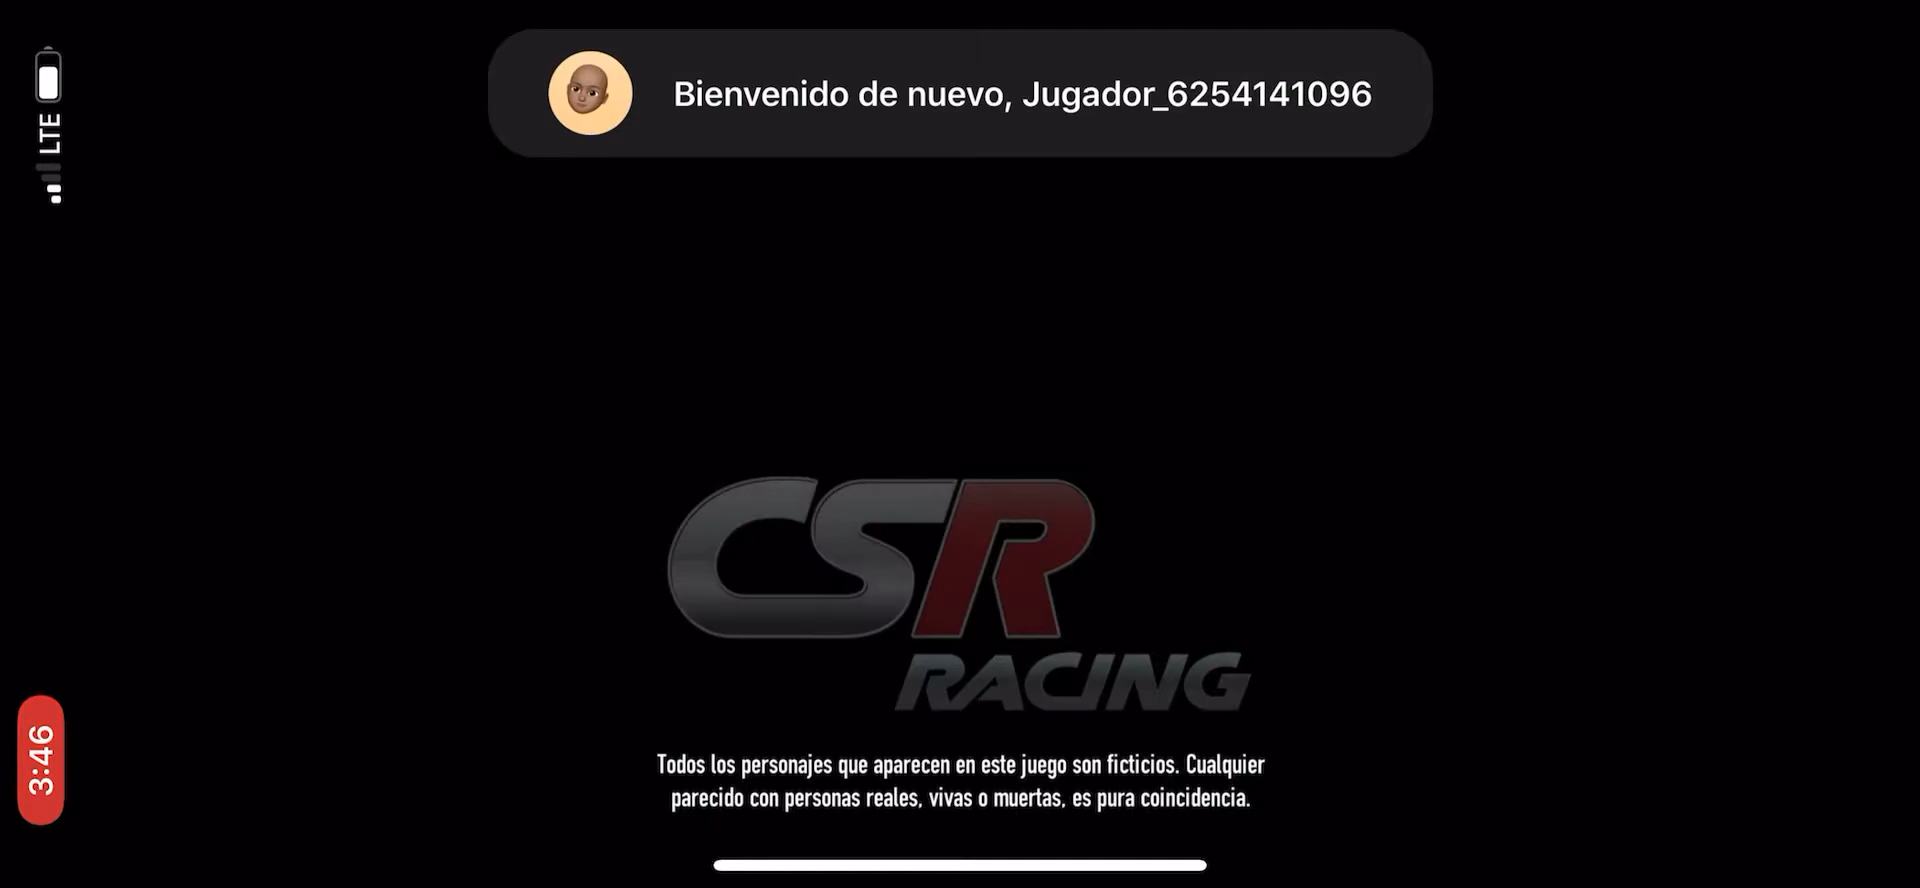 Bienvenido de nuevo, Jugador_6254141096
LTE
CSR
RACING
3:46
Todos los personajes que aparecen en este juego son ficticios. Cualquier
parecido con personas reales, vivas o muertas, es pura coincidencia.